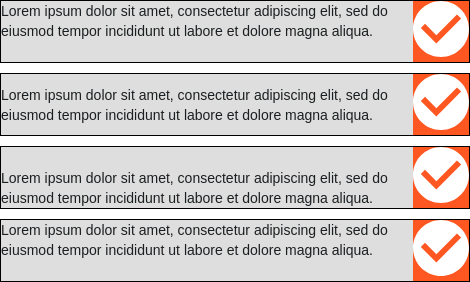 Lorem ipsum dolor sit amet, consectetur adipiscing elit, sed do
eiusmod tempor incididunt ut labore et dolore magna aliqua.
Lorem ipsum dolor sit amet, consectetur adipiscing elit, sed do
eiusmod tempor incididunt ut labore et dolore magna aliqua.
Lorem ipsum dolor sit amet, consectetur adipiscing elit, sed do
eiusmod tempor incididunt ut labore et dolore magna aliqua.
Lorem ipsum dolor sit amet, consectetur adipiscing elit, sed do
eiusmod tempor incididunt ut labore et dolore magna aliqua.